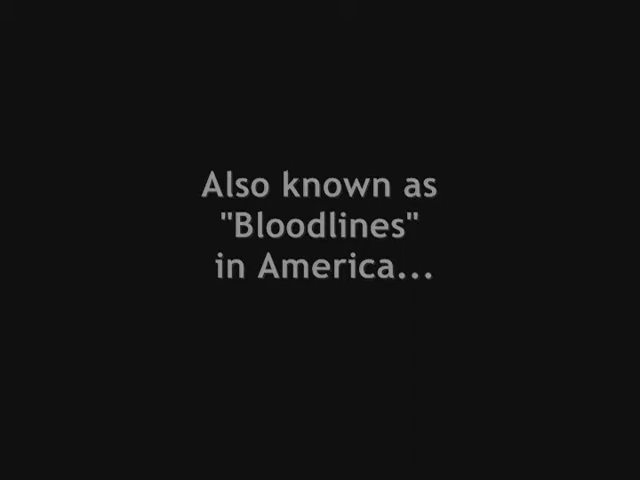 Also known as
"Bloodlines"
in America...